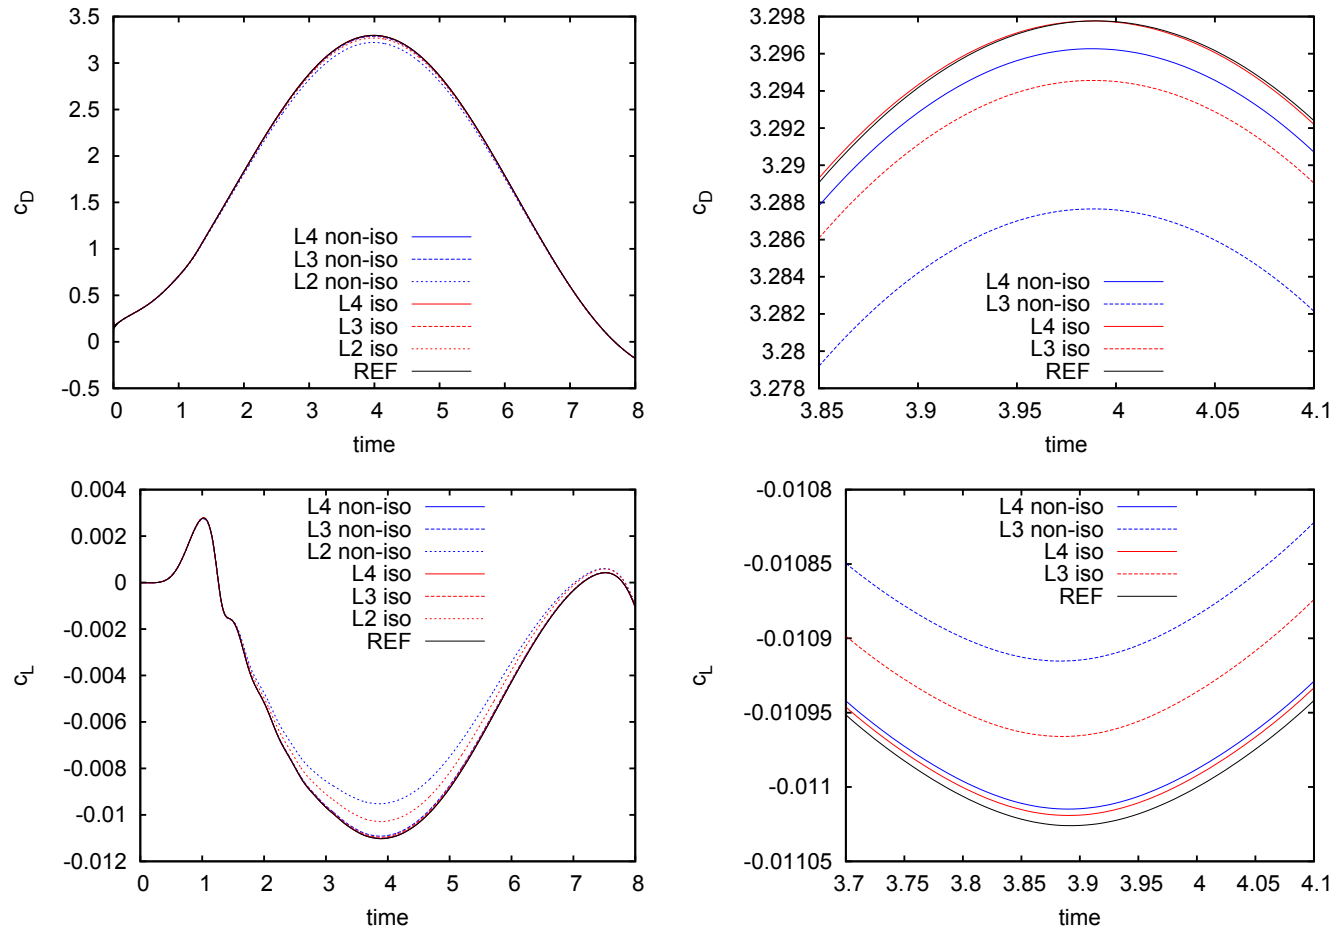 3.5
3
2.5
2
1.5
1
0.5
0
-0.5
c_D
L4 non-iso
L3 non-iso
L2 non-iso
L4 iso
L3 iso
L2 iso
REF
0 1 2 3 4 5 6 7 8
time
3.298
3.296
3.294
3.292
3.29
3.288
3.286
3.284
3.282
3.28
3.278
c_D
L4 non-iso
L3 non-iso
L4 iso
L3 iso
REF
3.85 3.9 3.95 4 4.05 4.1
time
0.004
0.002
0
-0.002
-0.004
-0.006
-0.008
-0.01
-0.012
c_L
L4 non-iso
L3 non-iso
L2 non-iso
L4 iso
L3 iso
L2 iso
REF
0 1 2 3 4 5 6 7 8
time
-0.0108
-0.01085
-0.0109
-0.01095
-0.011
-0.01105
c_L
L4 non-iso
L3 non-iso
L4 iso
L3 iso
REF
3.7 3.75 3.8 3.85 3.9 3.95 4 4.05 4.1
time